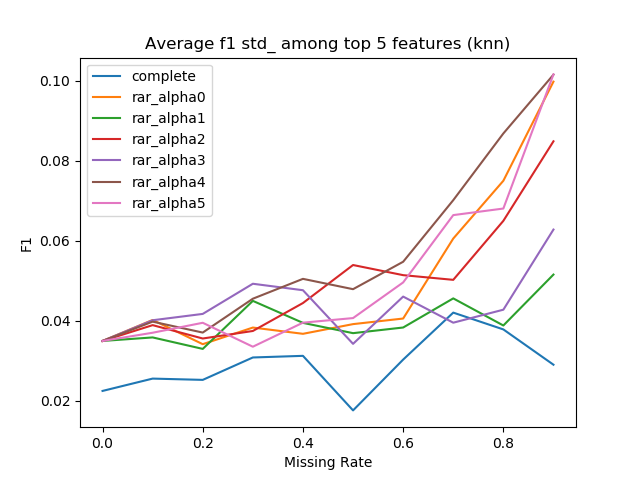 Average f1 std_ among top 5 features (knn)
complete
rar_alpha0
rar_alpha1
rar_alpha2
rar_alpha3
rar_alpha4
rar_alpha5
0.10
0.08
0.06
0.04
0.02
F1
0.0 0.2 0.4 0.6 0.8
Missing Rate